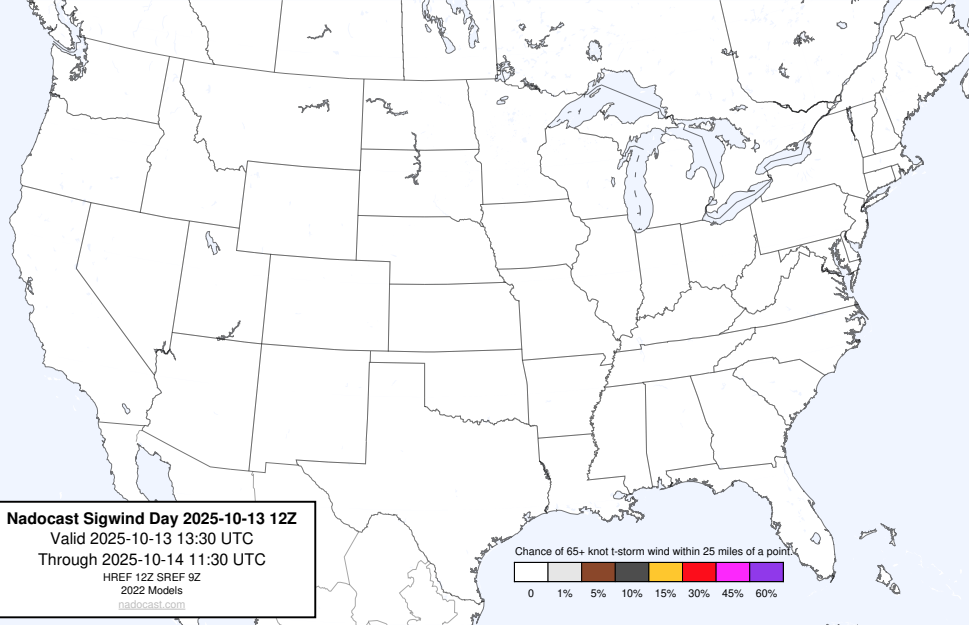 Nadocast Sigwind Day 2025-10-13 12Z
Valid 2025-10-13 13:30 UTC
Through 2025-10-14 11:30 UTC
HREF 12Z SREF 9Z
2022 Models
nadocast.com
Chance of 65+ knot t-storm wind within 25 miles of a point.
0 1% 5% 10% 15% 30% 45% 60%